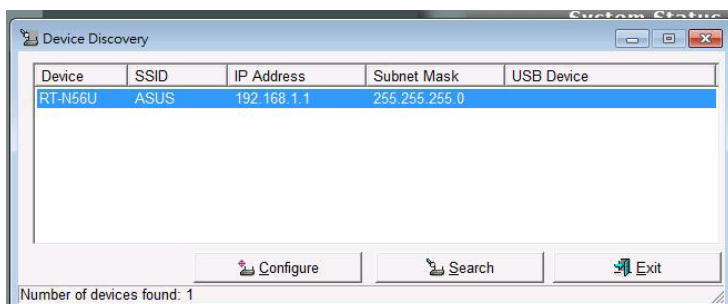 System Status
Device Discovery
Device SSID IP Address Subnet Mask USB Device
RT-N56U ASUS 192.168.1.1 255.255.255.0
Configure Search Exit
Number of devices found: 1